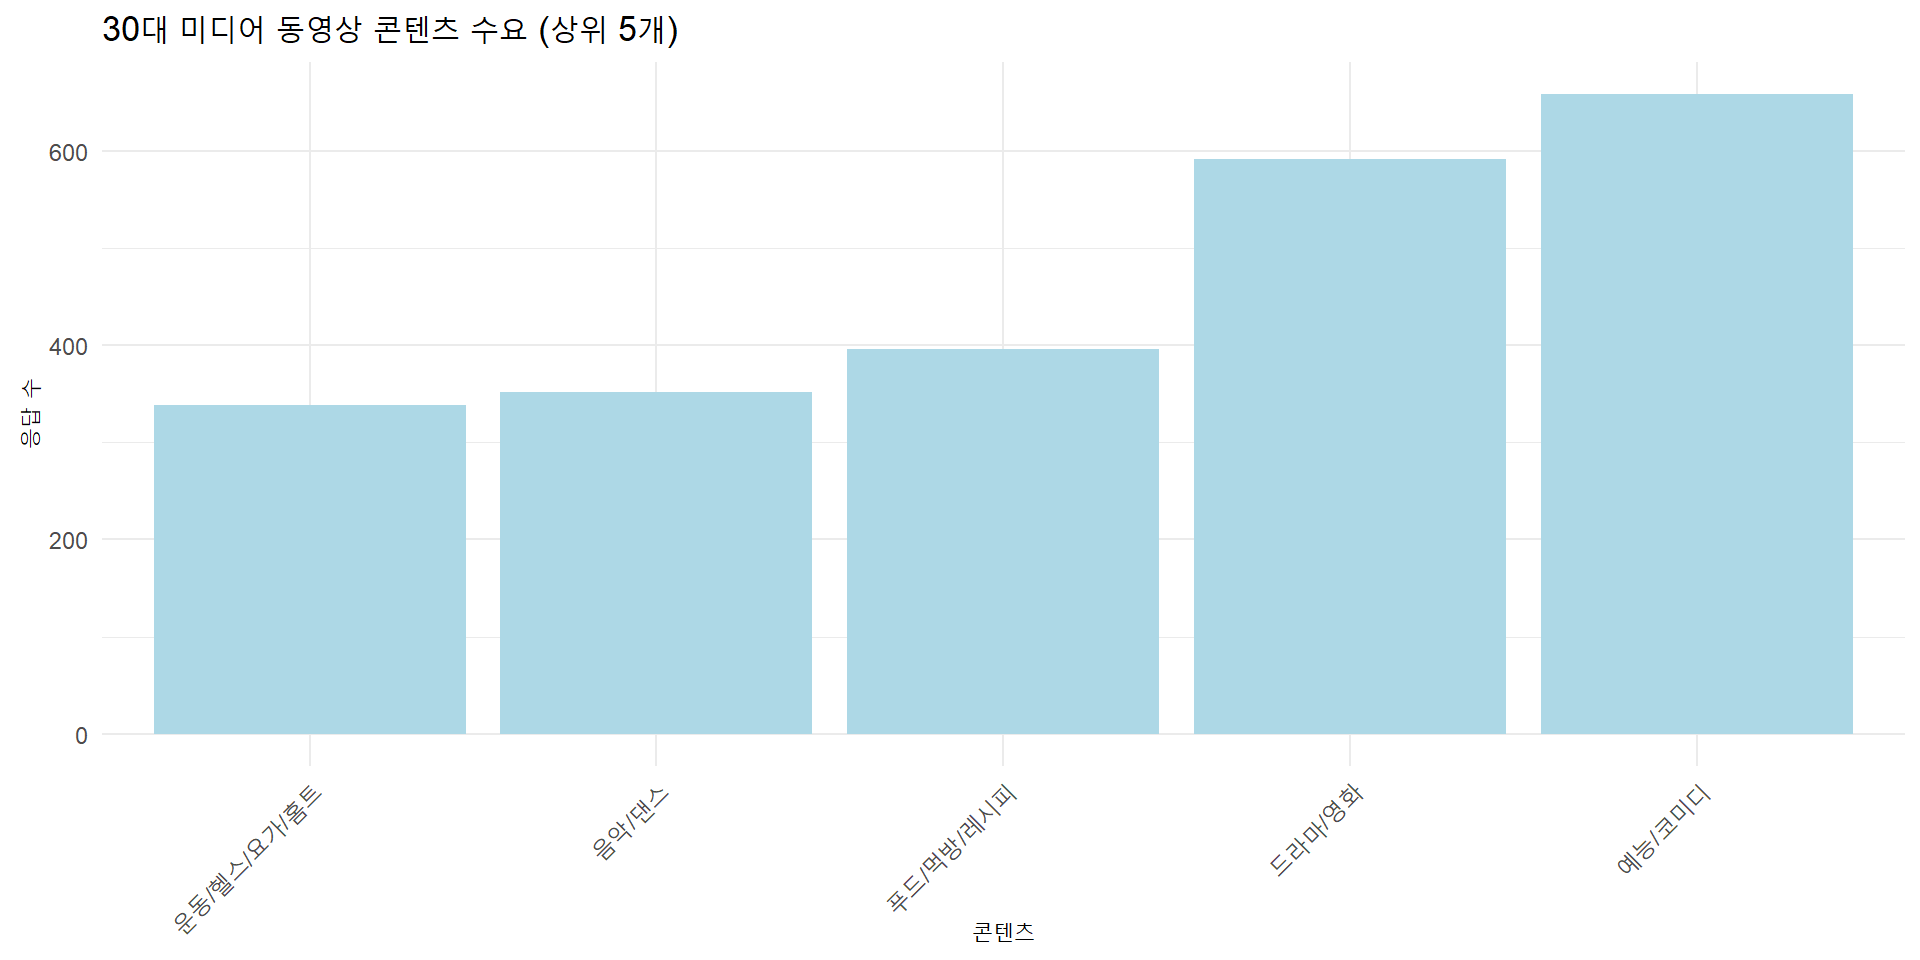 30대 미디어 동영상 콘텐츠 수요 (상위 5개)
600
400
200
0
응답 수
운동/헬스/요가/홈트
음악/댄스
푸드/먹방/레시피
드라마/영화
예능/코미디
콘텐츠